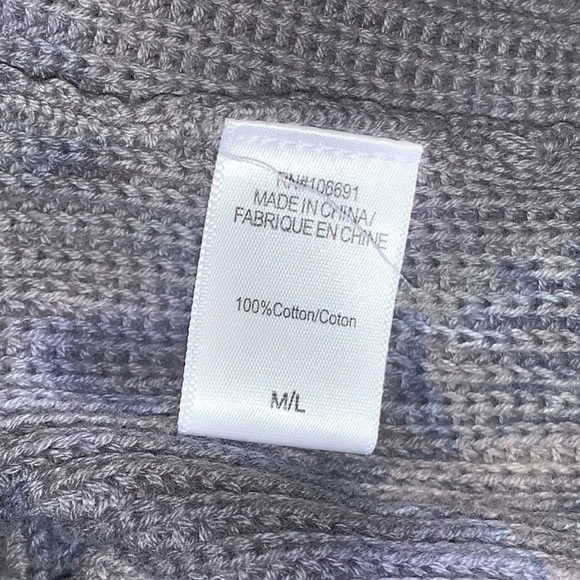 RN#106691
MADE IN CHINA/
FABRIQUE EN CHINE
100%Cotton/Coton
M/L